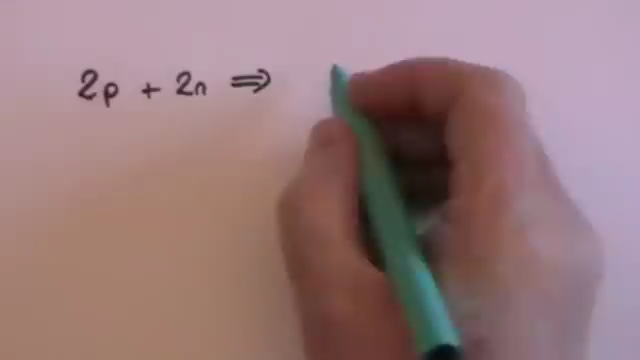 2p + 2n ⇒